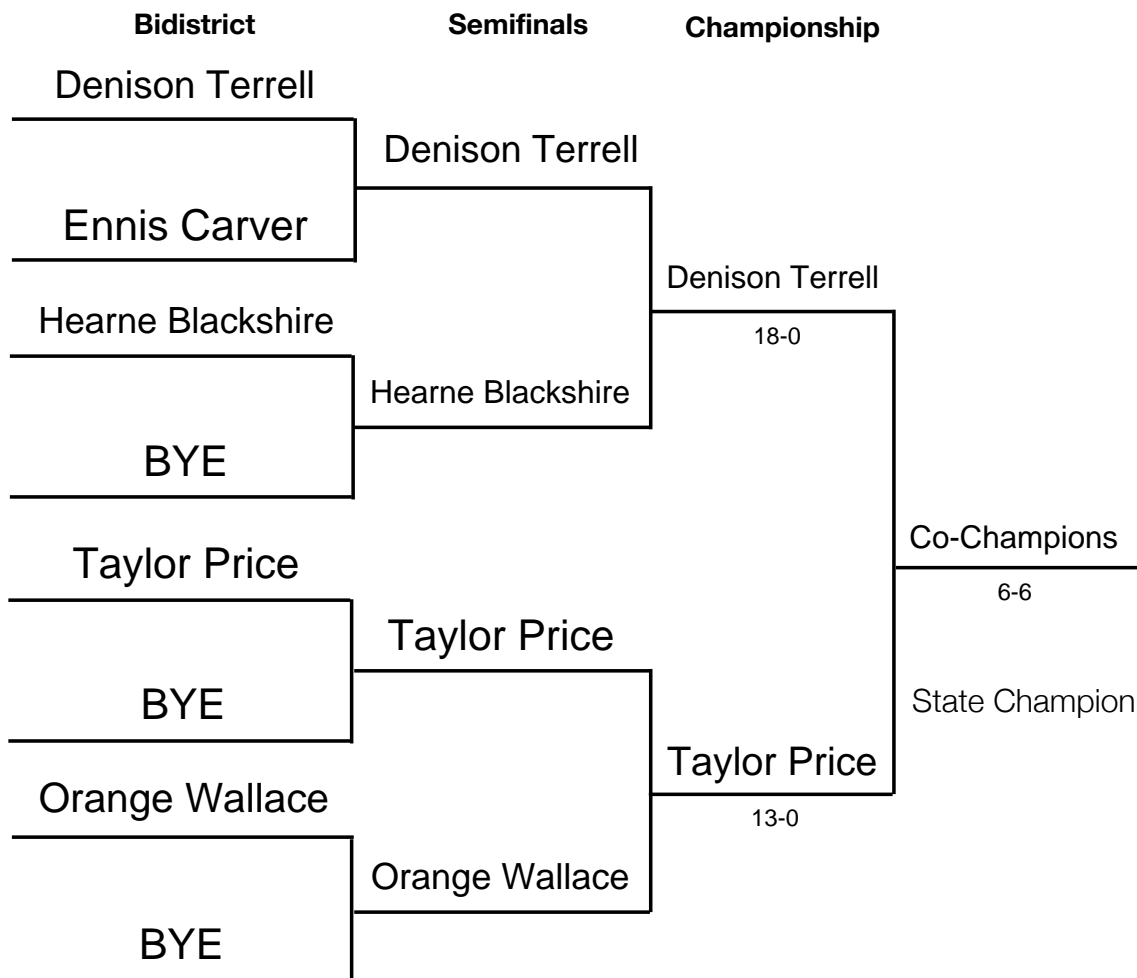 Bidistrict Semifinals Championship
Denison Terrell
Denison Terrell
Ennis Carver
Denison Terrell
18-0
Hearne Blackshire
Hearne Blackshire
BYE
Co-Champions
6-6
Taylor Price
Taylor Price
BYE
State Champion
Taylor Price
13-0
Orange Wallace
Orange Wallace
BYE